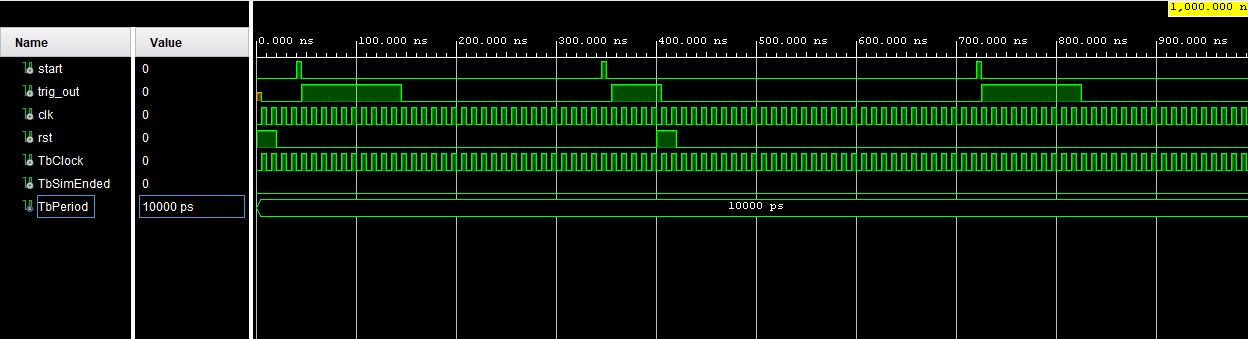 1,000.000 n
Name Value
0.000 ns 100.000 ns 200.000 ns 300.000 ns 400.000 ns 500.000 ns 600.000 ns 700.000 ns 800.000 ns 900.000 ns
start 0
trig_out 0
clk 0
rst 0
TbClock 0
TbSimEnded 0
TbPeriod 10000 ps 10000 ps